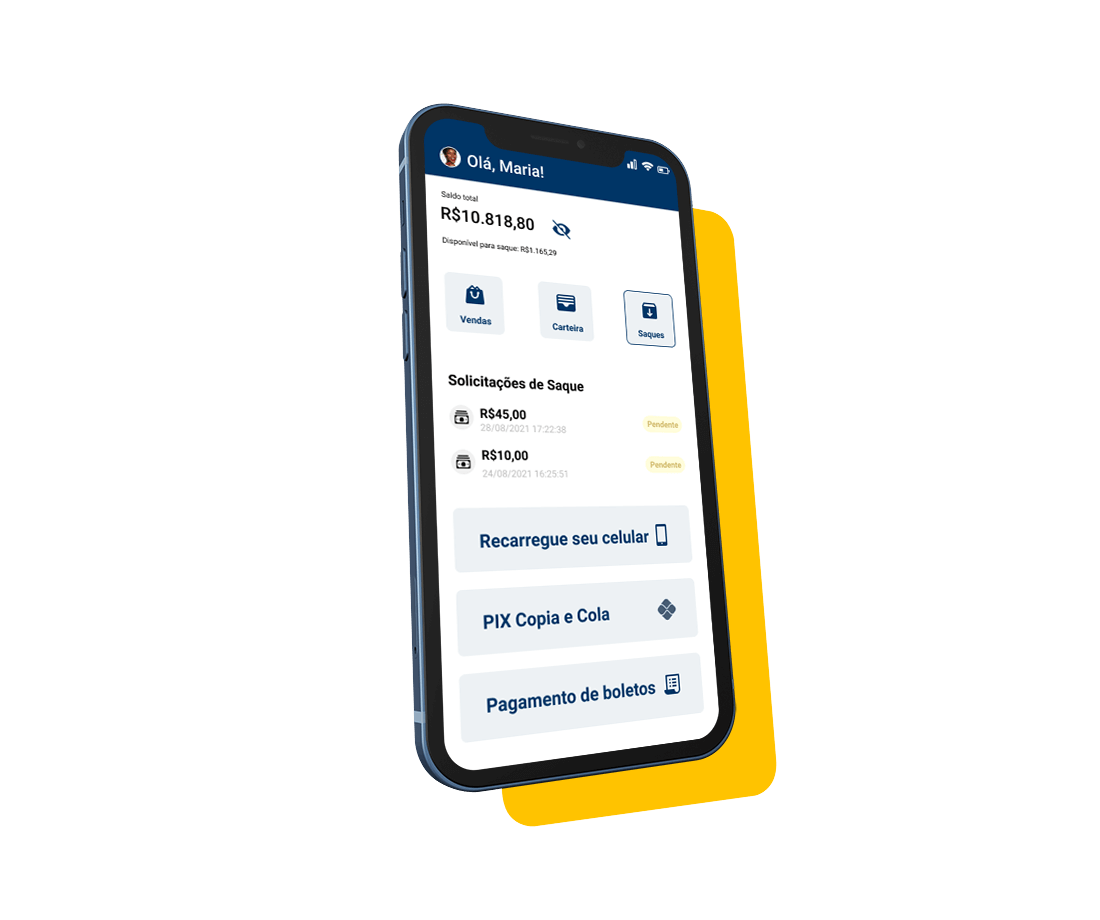 Olá, Maria!
Saldo total
R$10.818,80
Disponível para saque: R$1.165,29
Vendas
Carteira
Saques
Solicitações de Saque
R$45,00
28/08/2021 17:22:38
Pendente
R$10,00
24/08/2021 16:25:51
Pendente
Recarregue seu celular
PIX Copia e Cola
Pagamento de boletos